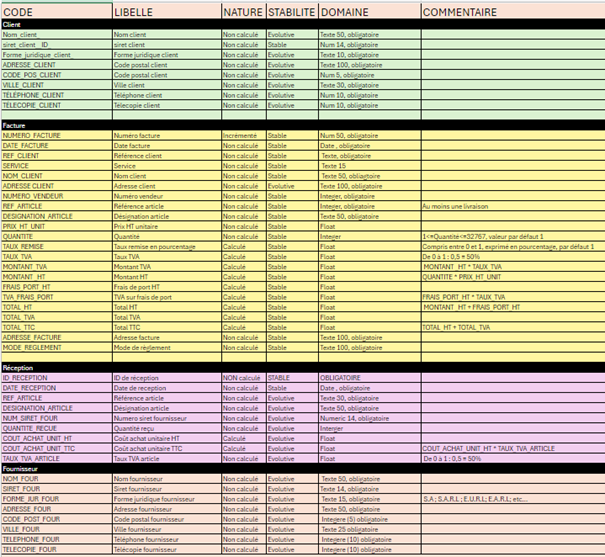 CODE LIBELLE NATURE STABILITE DOMAINE COMMENTAIRE
Client
Nom_client_ Nom client Non calculé Evolutive Texte 50, obligatoire
siret_client__ID_ siret client Non calculé Stable Num 14, obligatoire
Forme_juridique_client_ Forme juridique client Non calculé Evolutive Texte 10, obligatoire
ADRESSE_CLIENT Code postal client Non calculé Evolutive Texte 100, obligatoire
CODE_POS_CLIENT Code postal client Non calculé Evolutive Num 5, obligatoire
VILLE_CLIENT Ville client Non calculé Evolutive Texte 30, obligatoire
TELEPHONE_CLIENT Téléphone client Non calculé Evolutive Num 10, obligatoire
TELECOPIE_CLIENT Télecopie client Non calculé Evolutive Num 10, obligatoire
Facture
NUMERO_FACTURE Numéro facture Incrémenté Stable Num 50, obligatoire
DATE_FACTURE Date facture Non calculé Stable Date , obligatoire
REF_CLIENT Référence client Non calculé Stable Texte, obligatoire
SERVICE Service Non calculé Stable Texte 15
NOM_CLIENT Nom client Non calculé Stable Texte 50, obliagtoire
ADRESSE CLIENT Adresse client Non calculé Evolutive Texte 100, obligatoire
NUMERO_VENDEUR Numéro vendeur Non calculé Stable Integer, obligatoire
REF_ARTICLE Référence article Non calculé Stable Integer, obligatoire Au moins une livraison
DESIGNATION_ARTICLE Désignation article Non calculé Stable Texte 50, obligatoire
PRIX_HT_UNIT Prix HT unitaire Non calculé Stable Float
QUANTITE Quantité Non calculé Stable Integer 1<=Quantité<=32767, valeur par défaut 1
TAUX_REMISE Taux remise en pourcentage Calculé Stable Float Compris entre 0 et 1, exprimé en pourcentage, par défaut 1
TAUX_TVA Taux TVA Calculé Stable Float De 0 à 1 : 0,5 = 50%
MONTANT_TVA Montant TVA Calculé Stable Float MONTANT_HT * TAUX_TVA
MONTANT_HT Montant HT Calculé Stable Float QUANTITE * PRIX_HT_UNIT
FRAIS_PORT_HT Frais de port HT Calculé Stable Float
TVA_FRAIS_PORT TVA sur frais de port Calculé Stable Float FRAIS_PORT_HT * TAUX_TVA
TOTAL_HT Total HT Calculé Stable Float MONTANT_HT + FRAIS_PORT_HT
TOTAL_TVA Total TVA Calculé Stable Float
TOTAL_TTC Total TTC Calculé Stable Float TOTAL_HT + TOTAL_TVA
ADRESSE_FACTURE Adresse facture Non calculé Stable Texte 100, obligatoire
MODE_REGLEMENT Mode de règlement Non calculé Stable Texte 100, obligatoire
Réception
ID_RECEPTION ID de réception NON calculé STABLE OBLIGATOIRE
DATE_RECEPTION Date de reception Non calculé Stable Date , obligatoire
REF_ARTICLE Référence article Non calculé Evolutive Texte 30, obligatoire
DESIGNATION_ARTICLE Désignation article Non calculé Evolutive Texte 50, obligatoire
NUM_SIRET_FOUR Numero siret fournisseur Non calculé Evolutive Numeric 14, obligatoire
QUANTITE_RECUE Quantité reçu Non calculé Evolutive Interger
COUT_ACHAT_UNIT_HT Coût achat unitaire HT Calculé Evolutive Float
COUT_ACHAT_UNIT_TTC Coût achat unitaire TTC Calculé Evolutive Float COUT_ACHAT_UNIT_HT * TAUX_TVA_ARTICLE
TAUX_TVA_ARTICLE Taux TVA article Non calculé Evolutive Float De 0 à 1 : 0,5 = 50%
Fournisseur
NOM_FOUR Nom fournisseur Non calculé Evolutive Texte 50, obligatoire
SIRET_FOUR Siret fournisseur Non calculé Evolutive Texte 14, obligatoire
FORME_JUR_FOUR Forme juridique fournisseur Non calculé Evolutive Texte 15, obligatoire S.A ; S.A.R.L ; E.U.R.L; E.A.R.L; etc...
ADRESSE_FOUR Adresse fournisseur Non calculé Evolutive Texte 50, obligatoire
CODE_POST_FOUR Code postal fournisseur Non calculé Evolutive Integere (5) obligatoire
VILLE_FOUR Ville fournisseur Non calculé Evolutive Texte 25 obligatoire
TELEPHONE_FOUR Téléphone fournisseur Non calculé Evolutive Integere (10) obligatoire
TELECOPIE_FOUR Télécopie fournisseur Non calculé Evolutive Integere (10) obligatoire